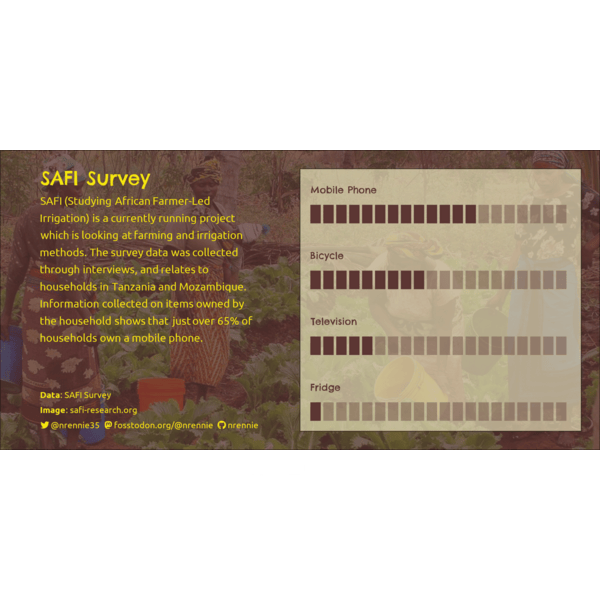 SAFI Survey
SAFI (Studying African Farmer-Led
Irrigation) is a currently running project
which is looking at farming and irrigation
methods. The survey data was collected
through interviews, and relates to
households in Tanzania and Mozambique.
Information collected on items owned by
the household shows that just over 65% of
households own a mobile phone.
Data: SAFI Survey
Image: safi-research.org
@nrennie35 fosstodon.org/@nrennie nrennie
Mobile Phone
Bicycle
Television
Fridge